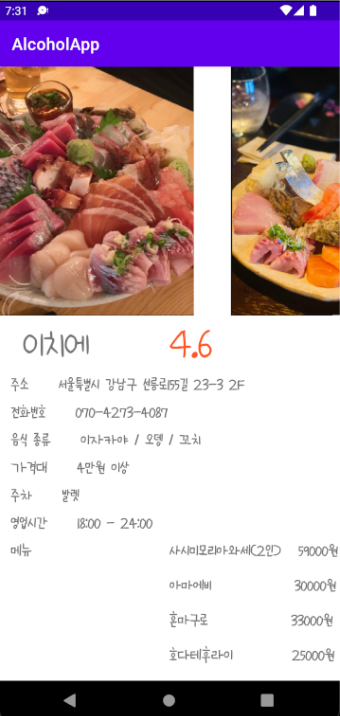 7:31
AlcoholApp
이치에 4.6
주소 서울특별시 강남구 선릉로155길 23-3 2F
전화번호 070-4273-4087
음식 종류 이자카야 / 오뎅 / 꼬치
가격대 4만원 이상
주차 발렛
영업시간 18:00 - 24:00
메뉴 사시미모리아와세(2인) 59000원
아마에비 30000원
혼마구로 33000원
호다테후라이 25000원